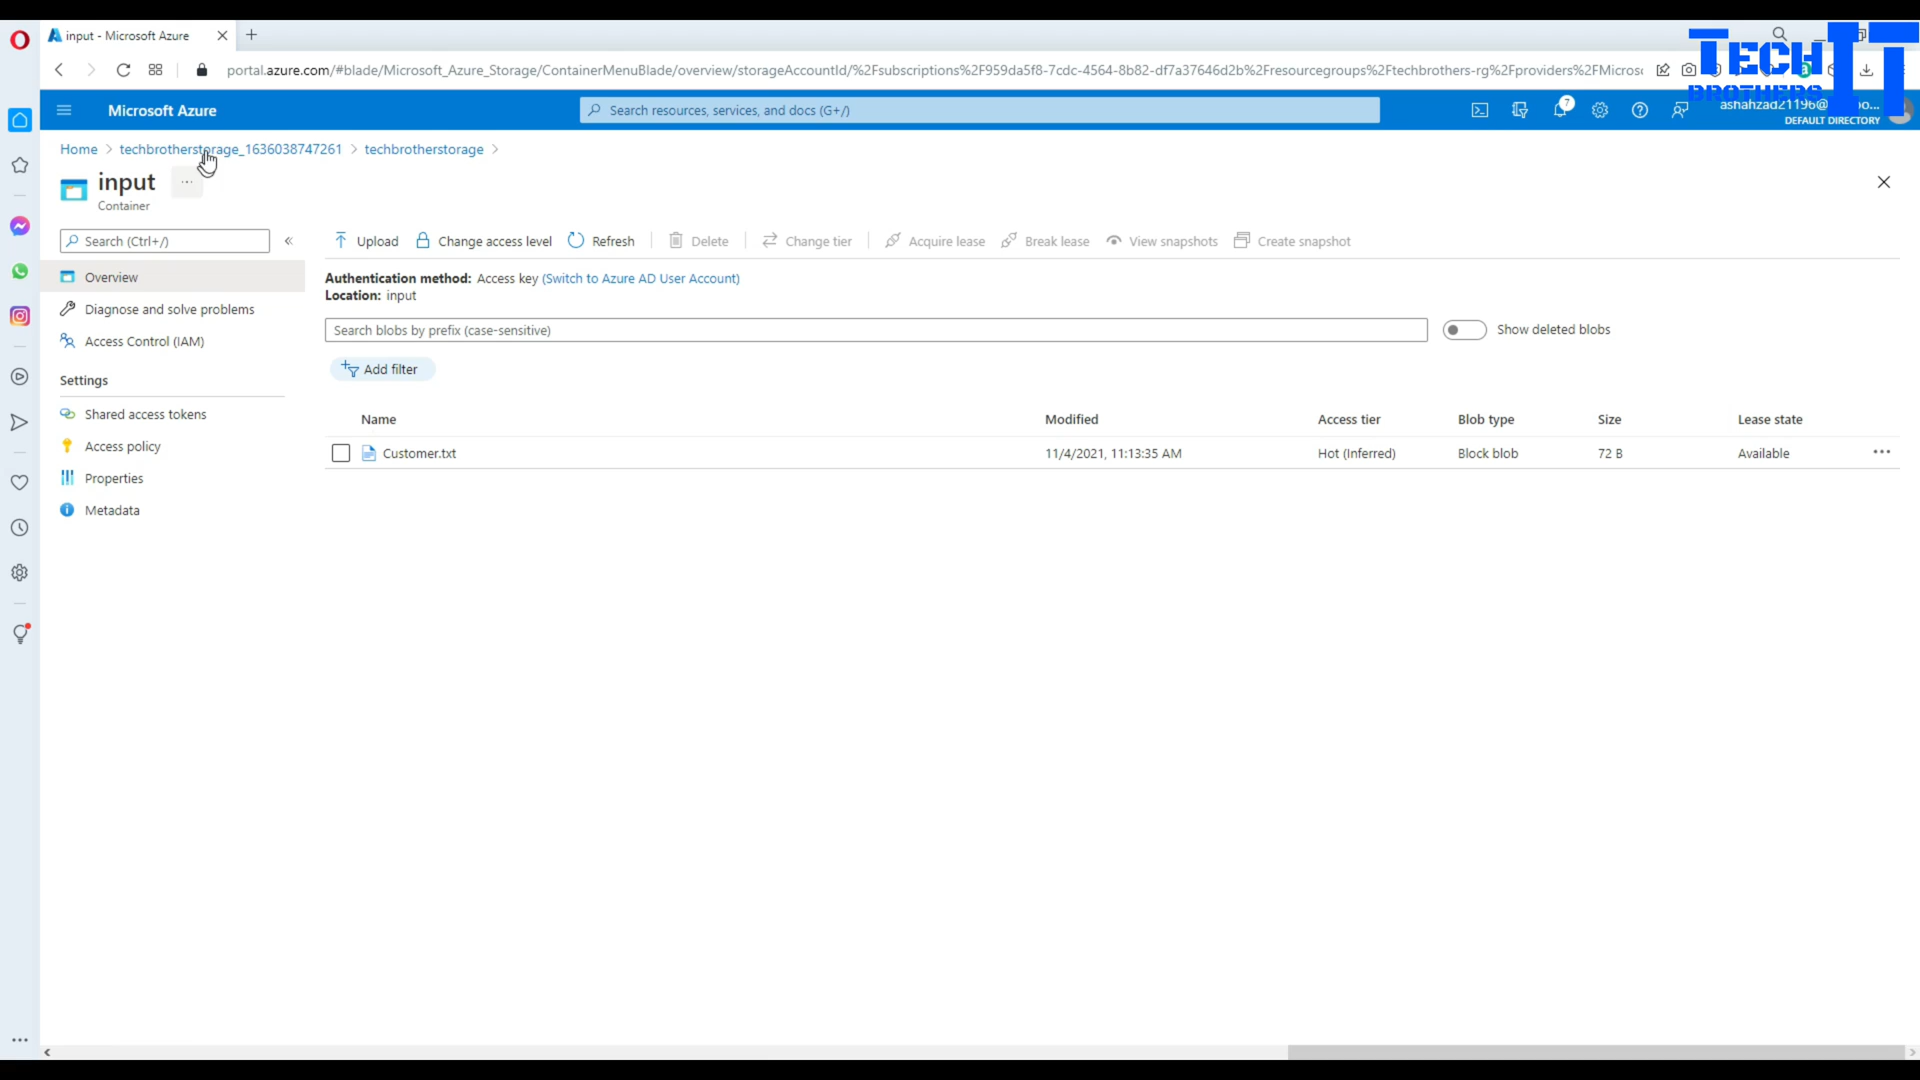 input - Microsoft Azure
portal.azure.com/#blade/Microsoft_Azure_Storage/ContainerMenuBlade/overview/storageAccountId/%2Fsubscriptions%2F959da5f8-7cdc-4564-8b82-df7a37646d2b%2Fresourcegroups%2Ftechbrothers-rg%2Fproviders%2FMicros
TECH IT
BROTHERS
Microsoft Azure
Search resources, services, and docs (G+/)
7
DEFAULT DIRECTORY
Home > techbrotherstorage_1636038747261 > techbrotherstorage >
input ...
Container
Search (Ctrl+/)
Upload Change access level Refresh Delete Change tier Acquire lease Break lease View snapshots Create snapshot
Overview
Diagnose and solve problems
Access Control (IAM)
Settings
Shared access tokens
Access policy
Properties
Metadata
Authentication method: Access key (Switch to Azure AD User Account)
Location: input
Search blobs by prefix (case-sensitive)
Show deleted blobs
Add filter
Name Modified Access tier Blob type Size Lease state
Customer.txt 11/4/2021, 11:13:35 AM Hot (Inferred) Block blob 72 B Available